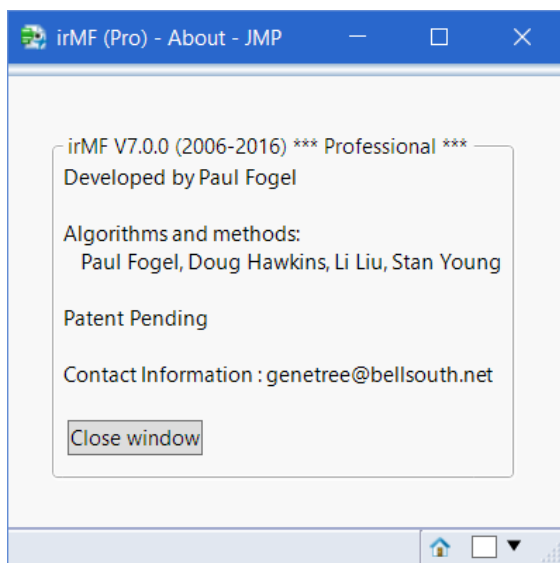 irMF (Pro) - About - JMP
irMF V7.0.0 (2006-2016) *** Professional ***
Developed by Paul Fogel
Algorithms and methods:
Paul Fogel, Doug Hawkins, Li Liu, Stan Young
Patent Pending
Contact Information : genetree@bellsouth.net
Close window